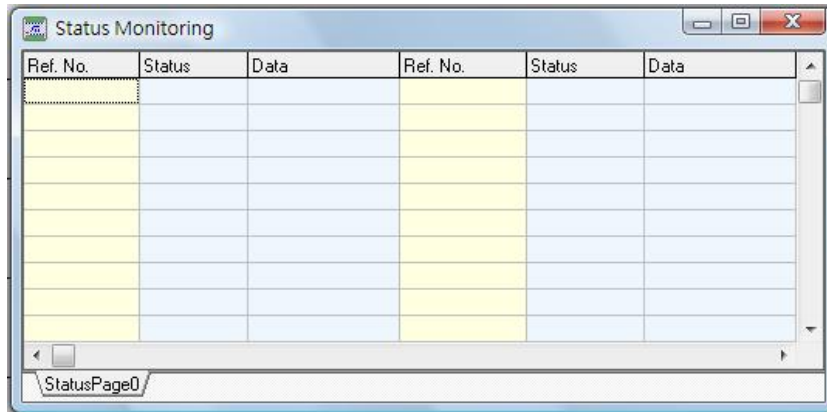 Status Monitoring
Ref. No. Status Data Ref. No. Status Data
StatusPage0